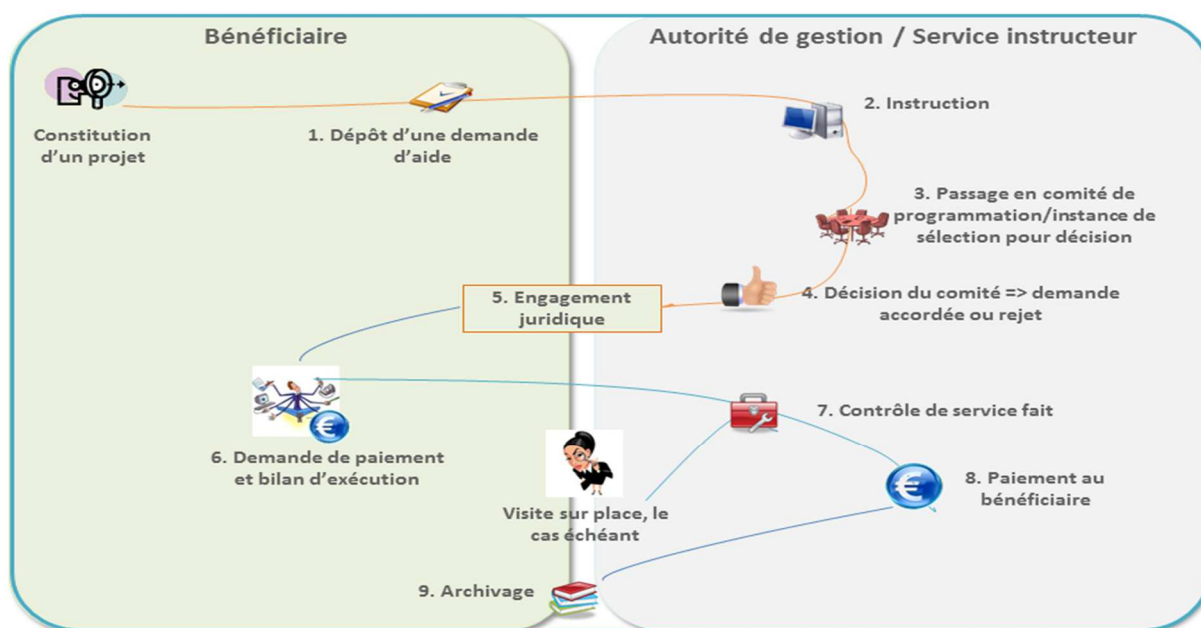 Bénéficiaire
Autorité de gestion / Service instructeur
Constitution
d’un projet
1. Dépôt d’une demande
d’aide
2. Instruction
3. Passage en comité de
programmation/instance de
sélection pour décision
4. Décision du comité => demande
accordée ou rejet
5. Engagement
juridique
6. Demande de paiement
et bilan d’exécution
7. Contrôle de service fait
Visite sur place, le
cas échéant
8. Paiement au
bénéficiaire
9. Archivage